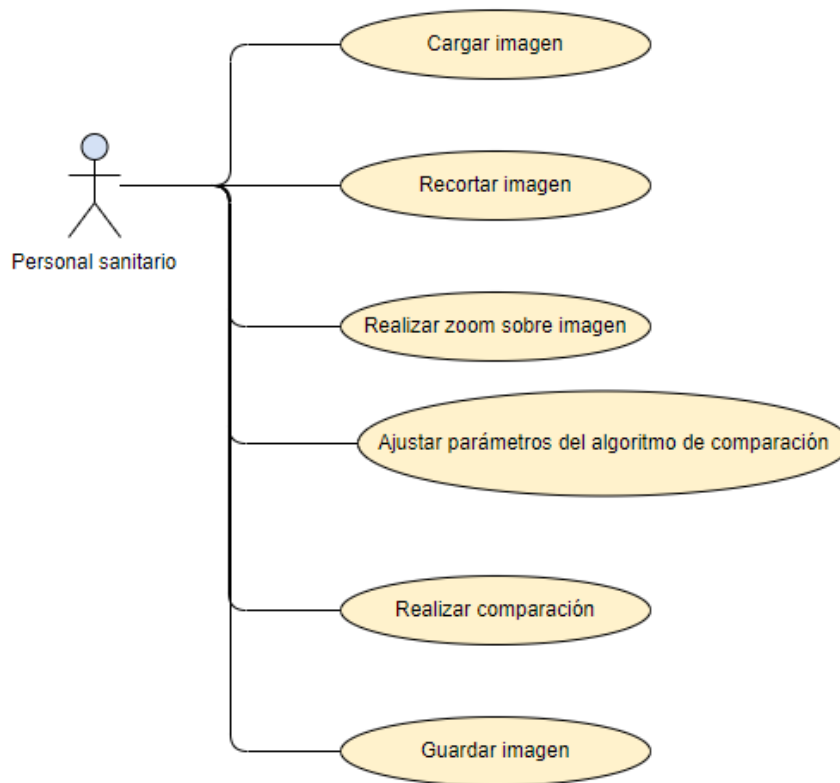 Cargar imagen
Recortar imagen
Personal sanitario
Realizar zoom sobre imagen
Ajustar parámetros del algoritmo de comparación
Realizar comparación
Guardar imagen